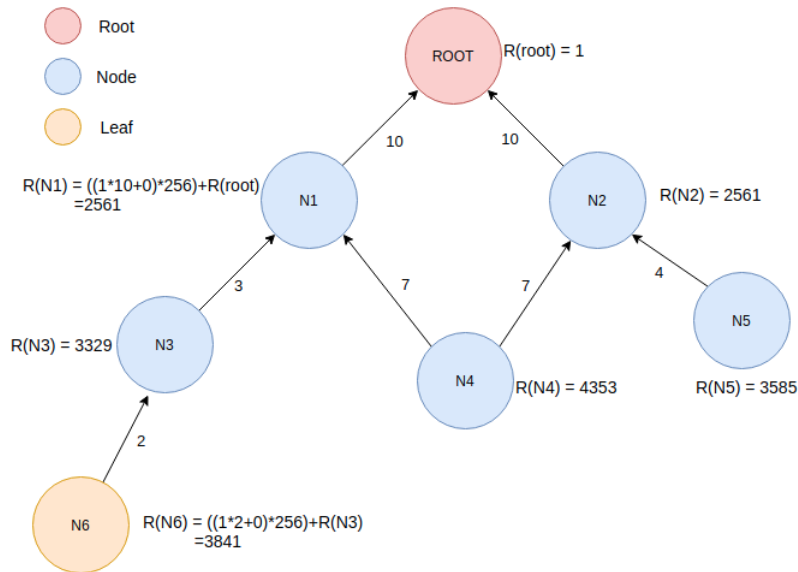 Root
Node
Leaf
ROOT
R(root) = 1
10
10
R(N1) = ((1*10+0)*256)+R(root)
=2561
N1
N2
R(N2) = 2561
3
7
7
4
R(N3) = 3329
N3
N4
R(N4) = 4353
N5
R(N5) = 3585
2
N6
R(N6) = ((1*2+0)*256)+R(N3)
=3841